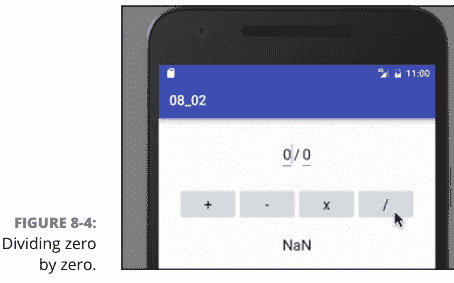 11:00
08_02
0/0
+ - x /
NaN
FIGURE 8-4:
Dividing zero
by zero.